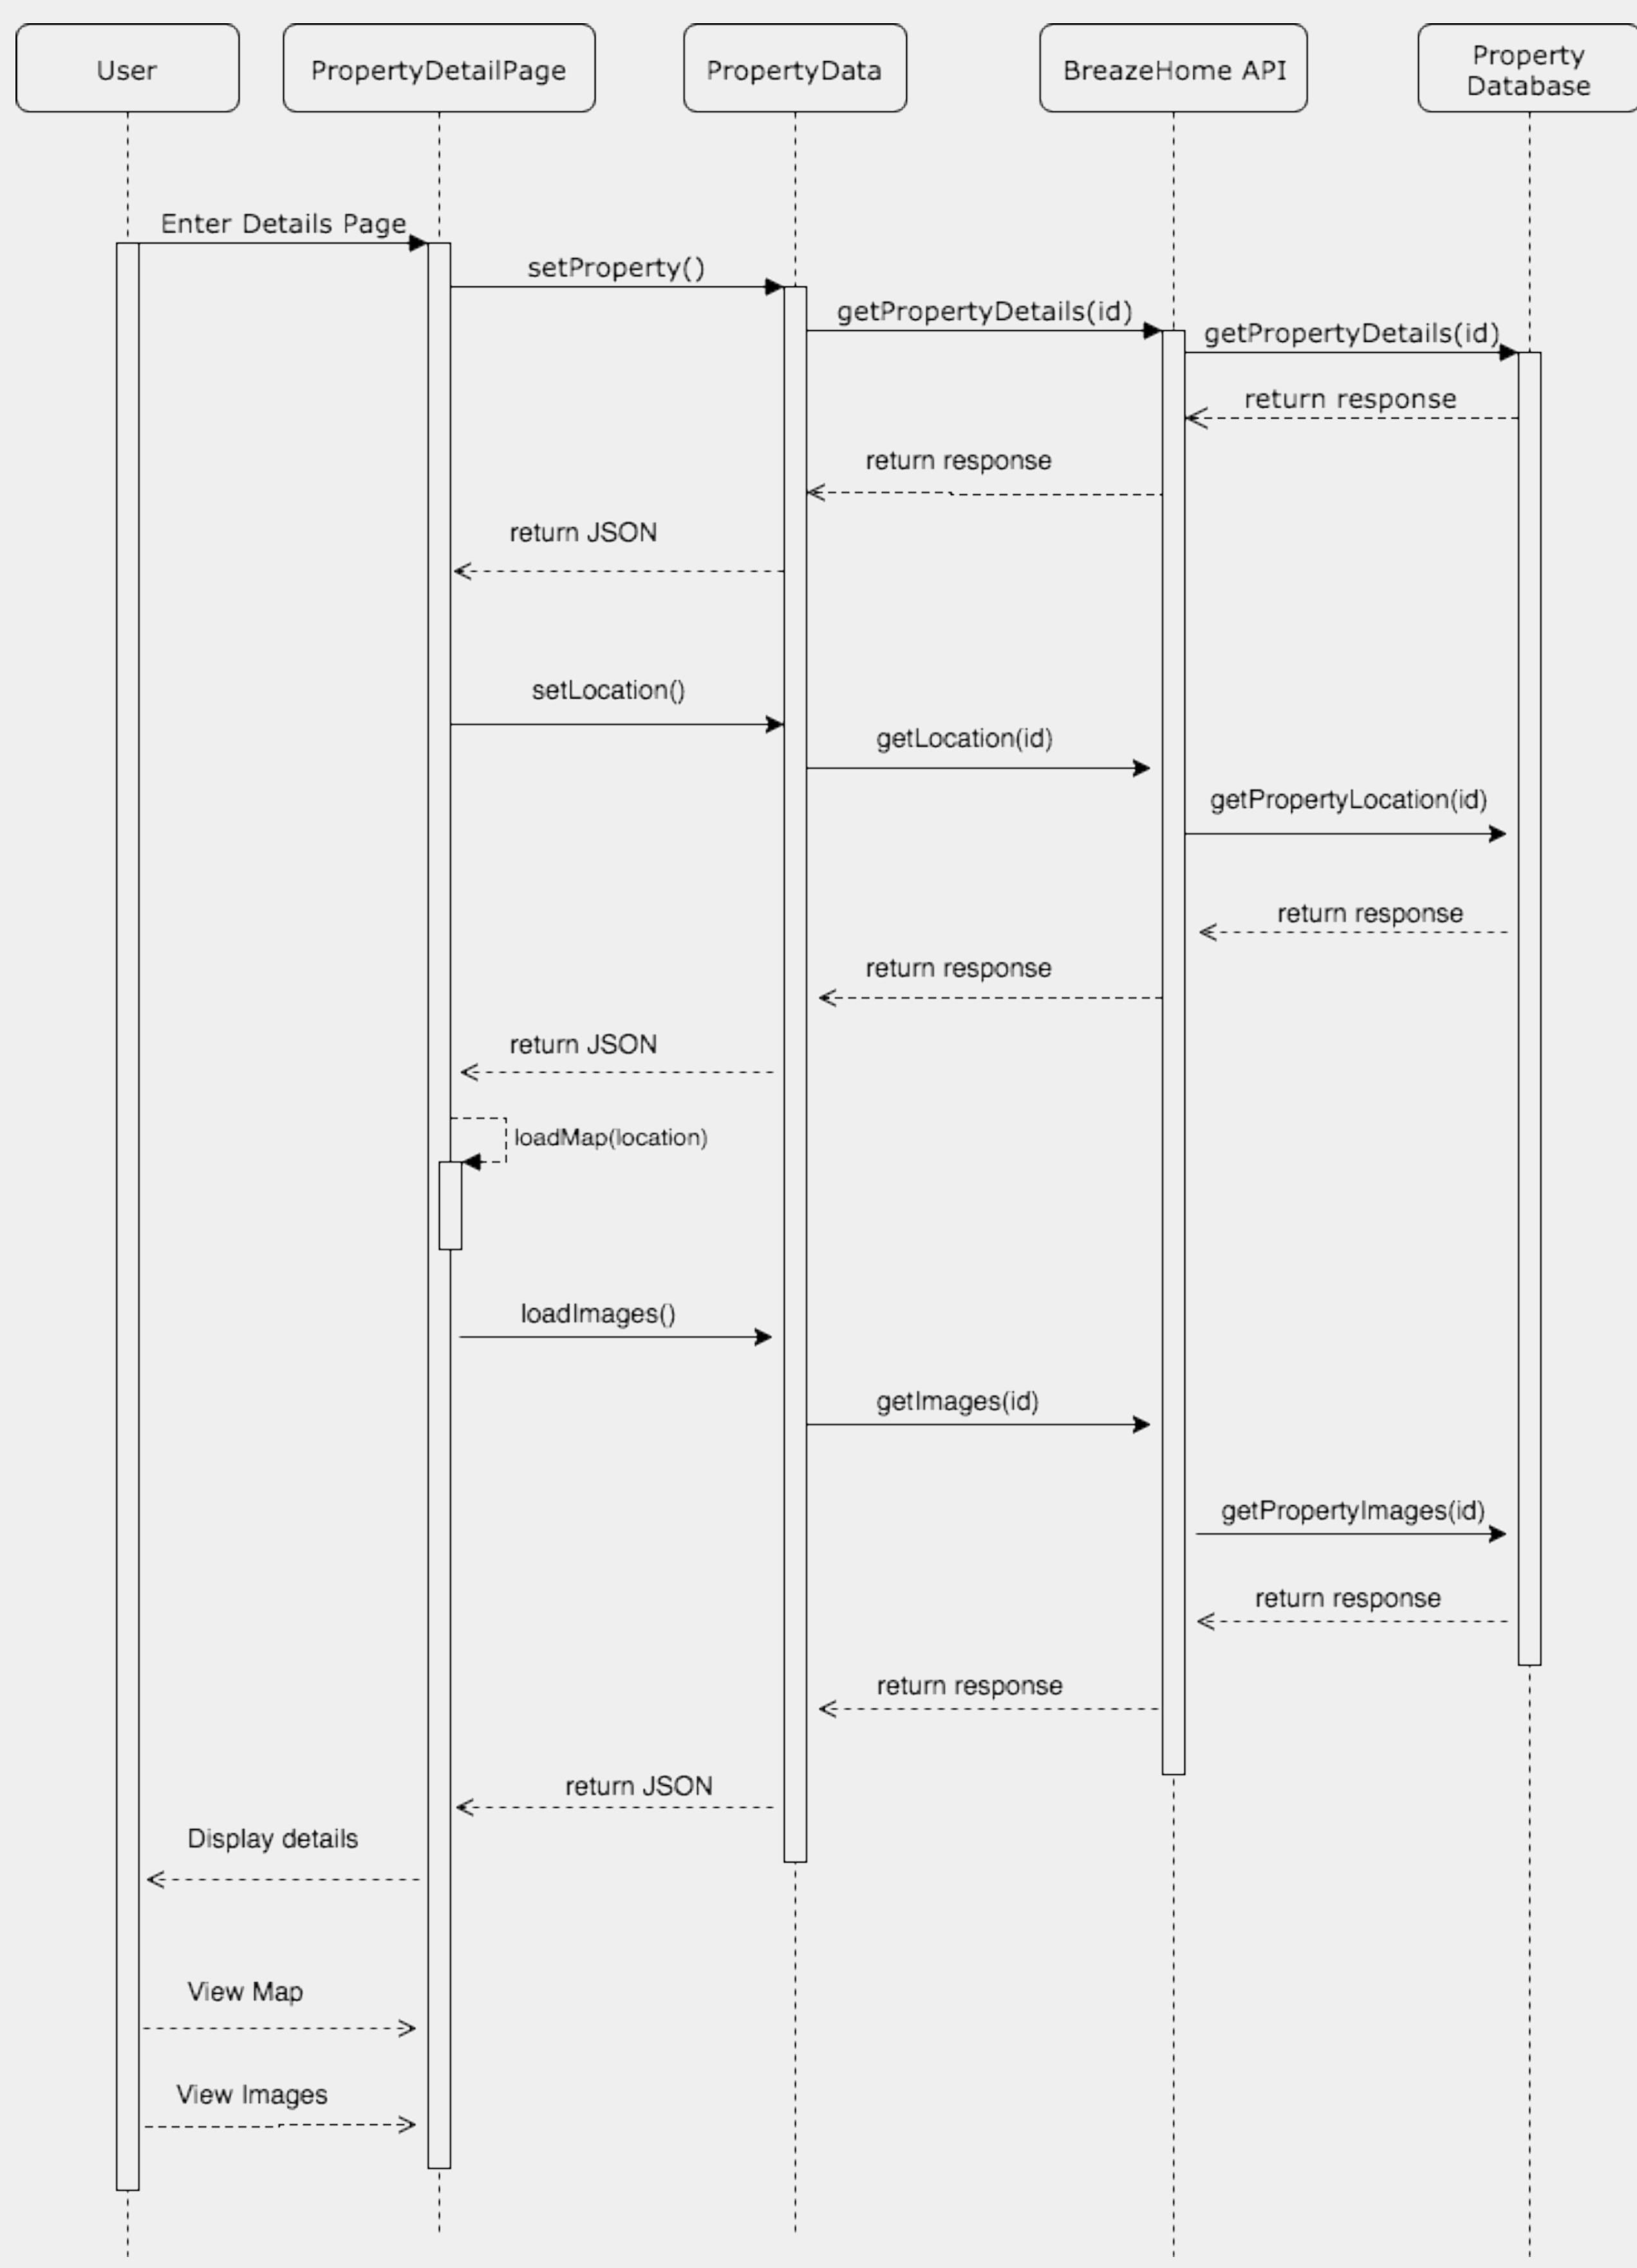 User
PropertyDetailPage
PropertyData
BreazeHome API
Property
Database
Enter Details Page
setProperty()
getPropertyDetails(id)
getPropertyDetails(id)
return response
return response
return JSON
setLocation()
getLocation(id)
getPropertyLocation(id)
return response
return response
return JSON
loadMap(location)
loadImages()
getImages(id)
getPropertyImages(id)
return response
return response
return JSON
Display details
View Map
View Images